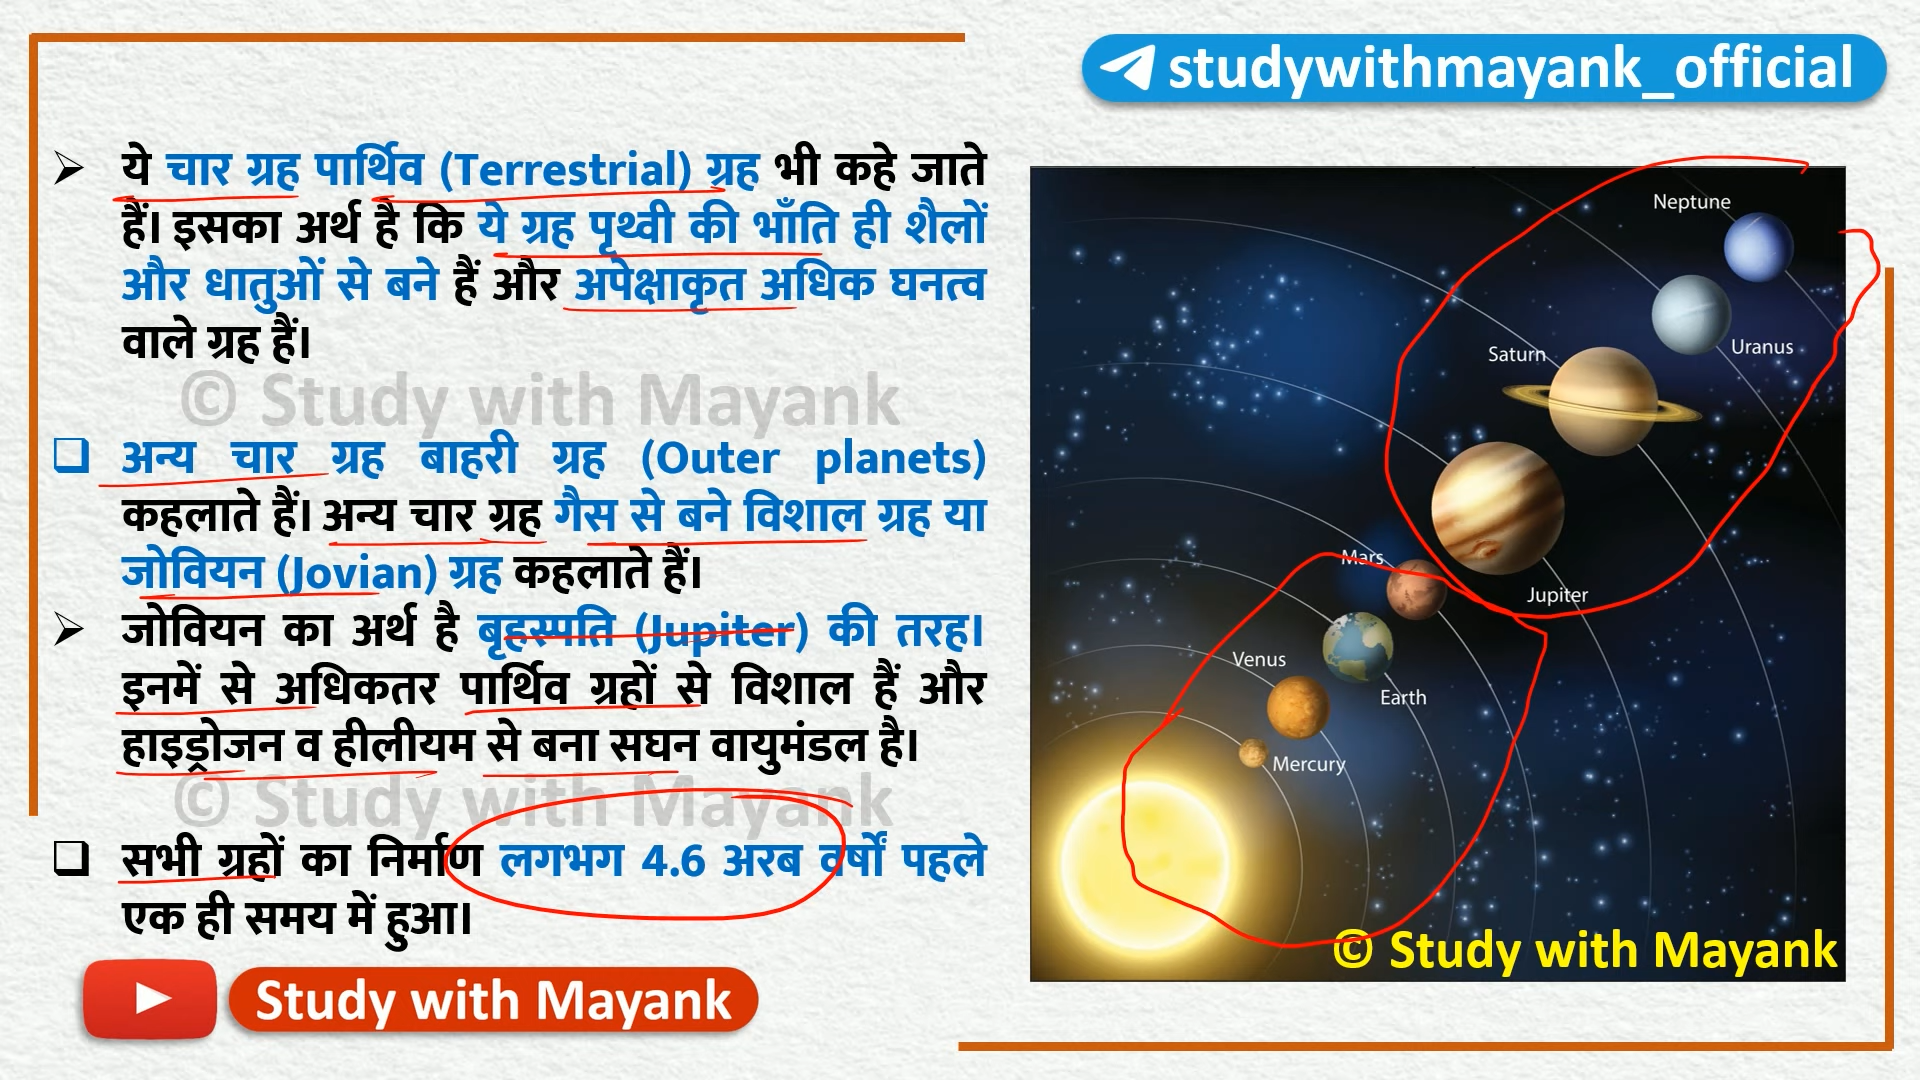 studywithmayank_official
ये चार ग्रह पार्थिव (Terrestrial) ग्रह भी कहे जाते
हैं। इसका अर्थ है कि ये ग्रह पृथ्वी की भाँति ही शैलों
और धातुओं से बने हैं और अपेक्षाकृत अधिक घनत्व
वाले ग्रह हैं।
© Study with Mayank
अन्य चार ग्रह बाहरी ग्रह (Outer planets)
कहलाते हैं। अन्य चार ग्रह गैस से बने विशाल ग्रह या
जोवियन (Jovian) ग्रह कहलाते हैं।
जोवियन का अर्थ है बृहस्पति (Jupiter) की तरह।
इनमें से अधिकतर पार्थिव ग्रहों से विशाल हैं और
हाइड्रोजन व हीलीयम से बना सघन वायुमंडल है।
© Study with Mayank
सभी ग्रहों का निर्माण लगभग 4.6 अरब वर्षों पहले
एक ही समय में हुआ।
Study with Mayank
Neptune
Uranus
Saturn
Jupiter
Mars
Earth
Venus
Mercury
© Study with Mayank